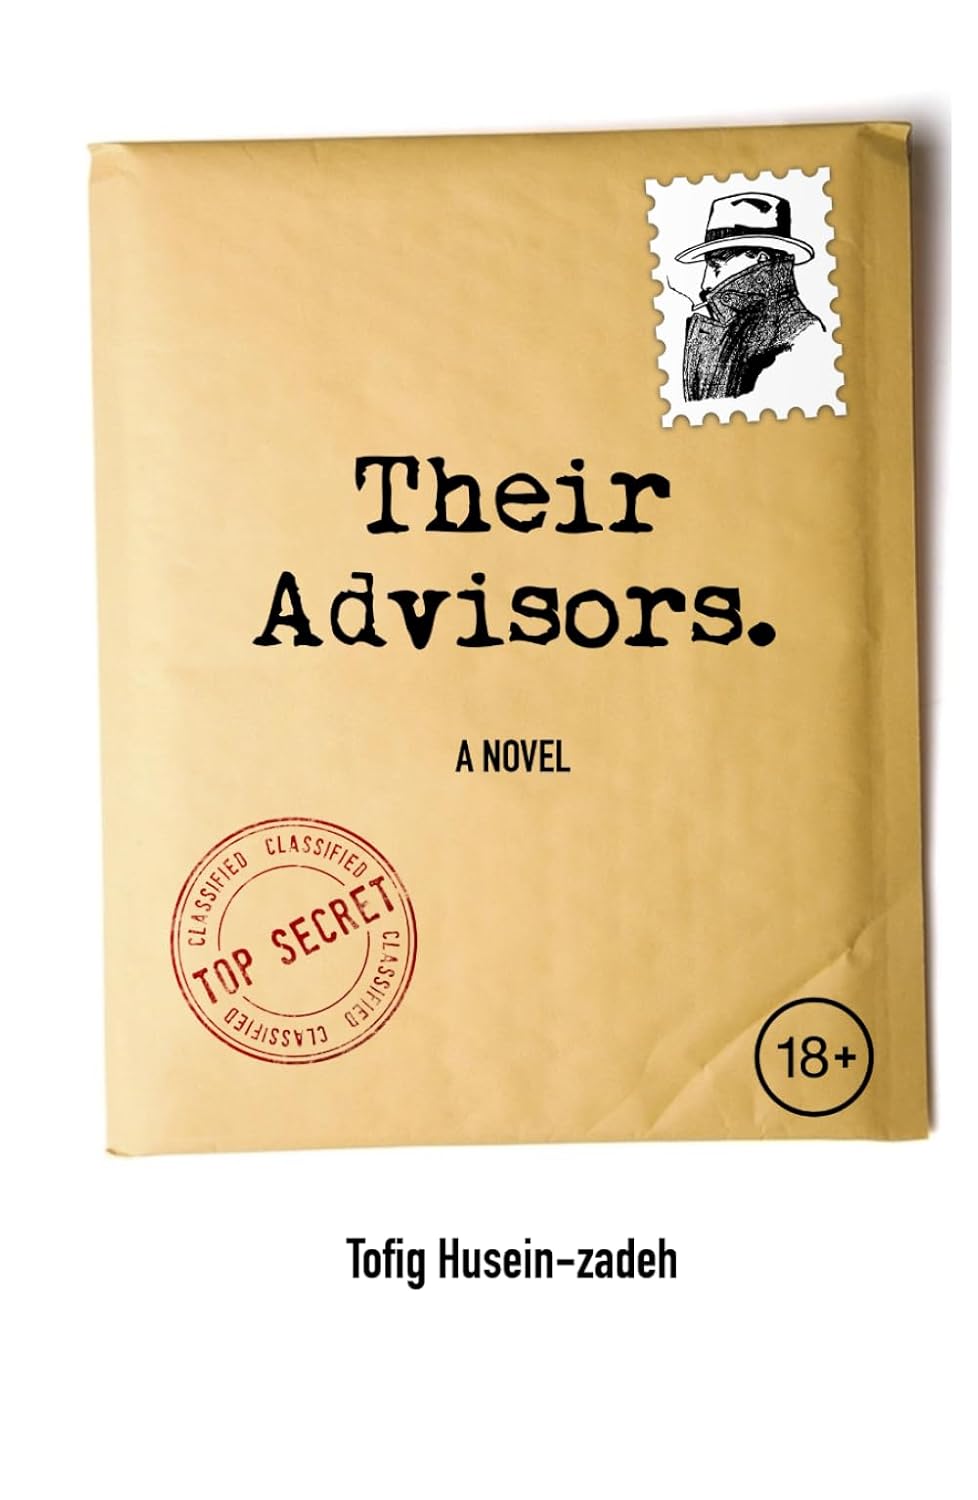 Their
Advisors.
A NOVEL
CLASSIFIED CLASSIFIED
TOP SECRET
CLASSIFIED CLASSIFIED
18+
Tofig Husein-zadeh